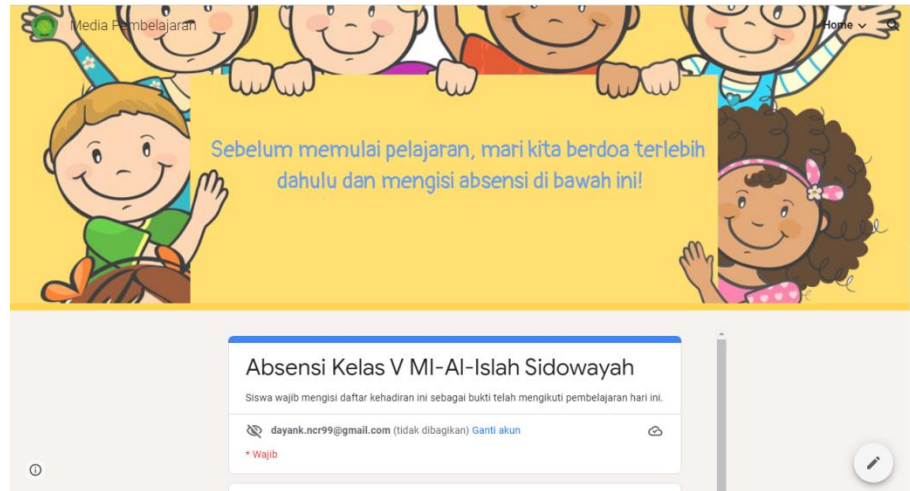 Media Pembelajaran
Home
Sebelum memulai pelajaran, mari kita berdoa terlebih
dahulu dan mengisi absensi di bawah ini!
Absensi Kelas V MI-Al-Islah Sidowayah
Siswa wajib mengisi daftar kehadiran ini sebagai bukti telah mengikuti pembelajaran hari ini.
dayank.ncr99@gmail.com (tidak dibagikan) Ganti akun
* Wajib